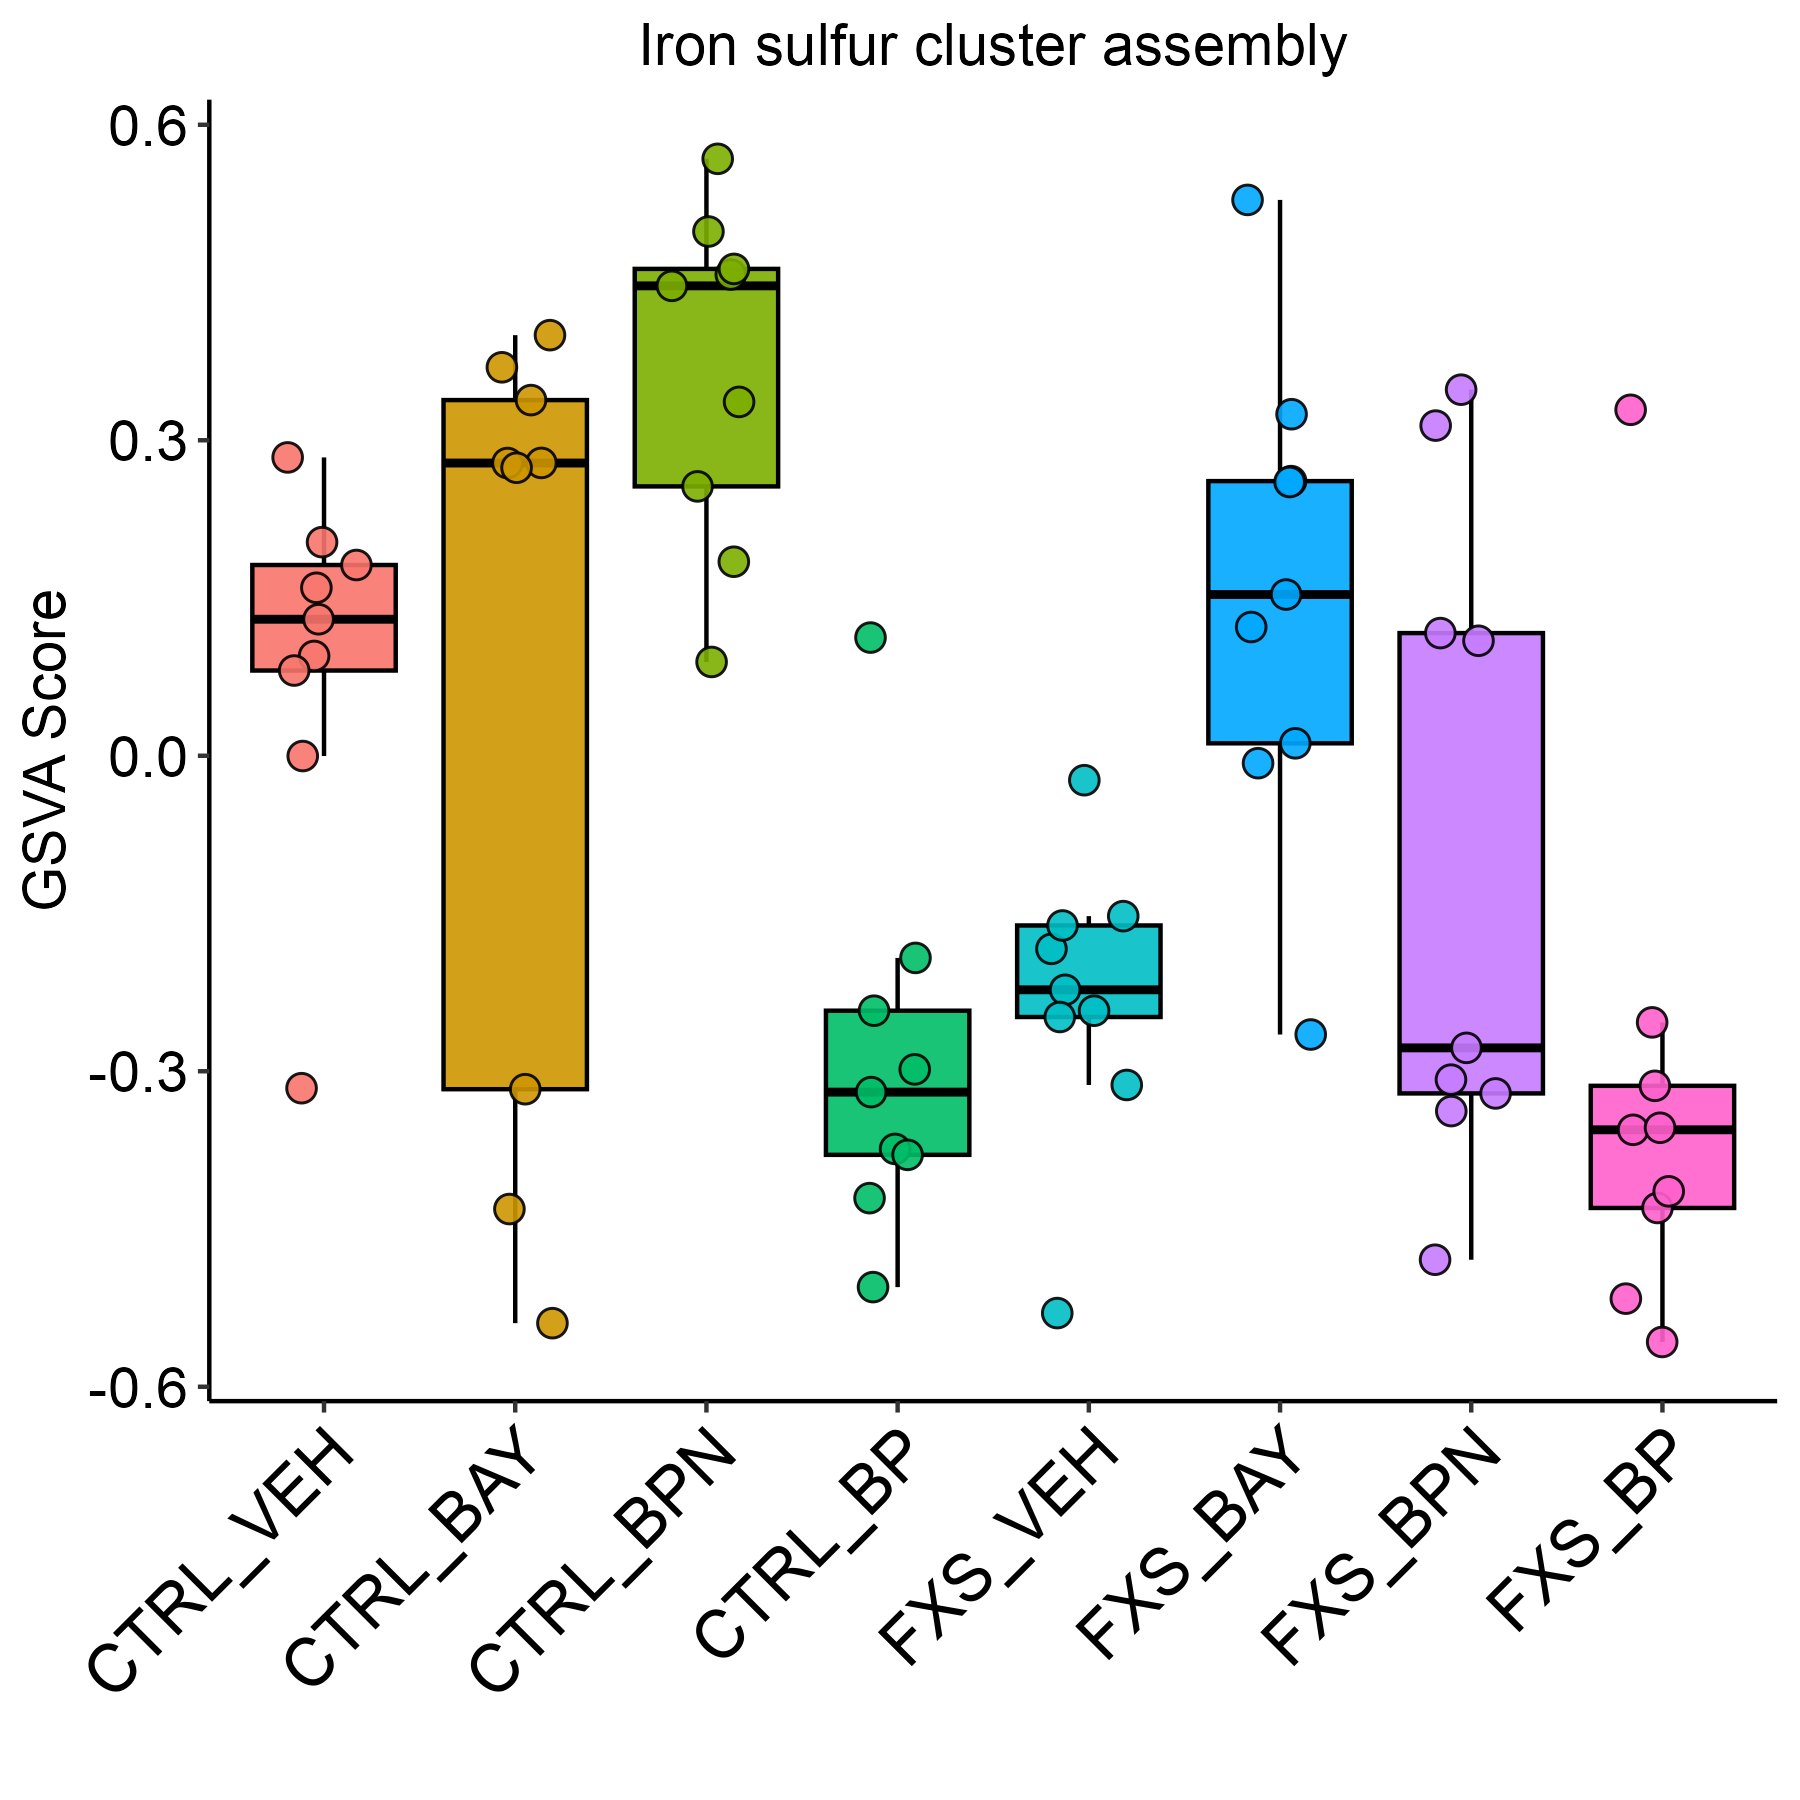 Iron sulfur cluster assembly
GSVA Score
0.6
0.3
0.0
-0.3
-0.6
CTRL_VEH
CTRL_BAY
CTRL_BPN
CTRL_BP
FXS_VEH
FXS_BAY
FXS_BPN
FXS_BP